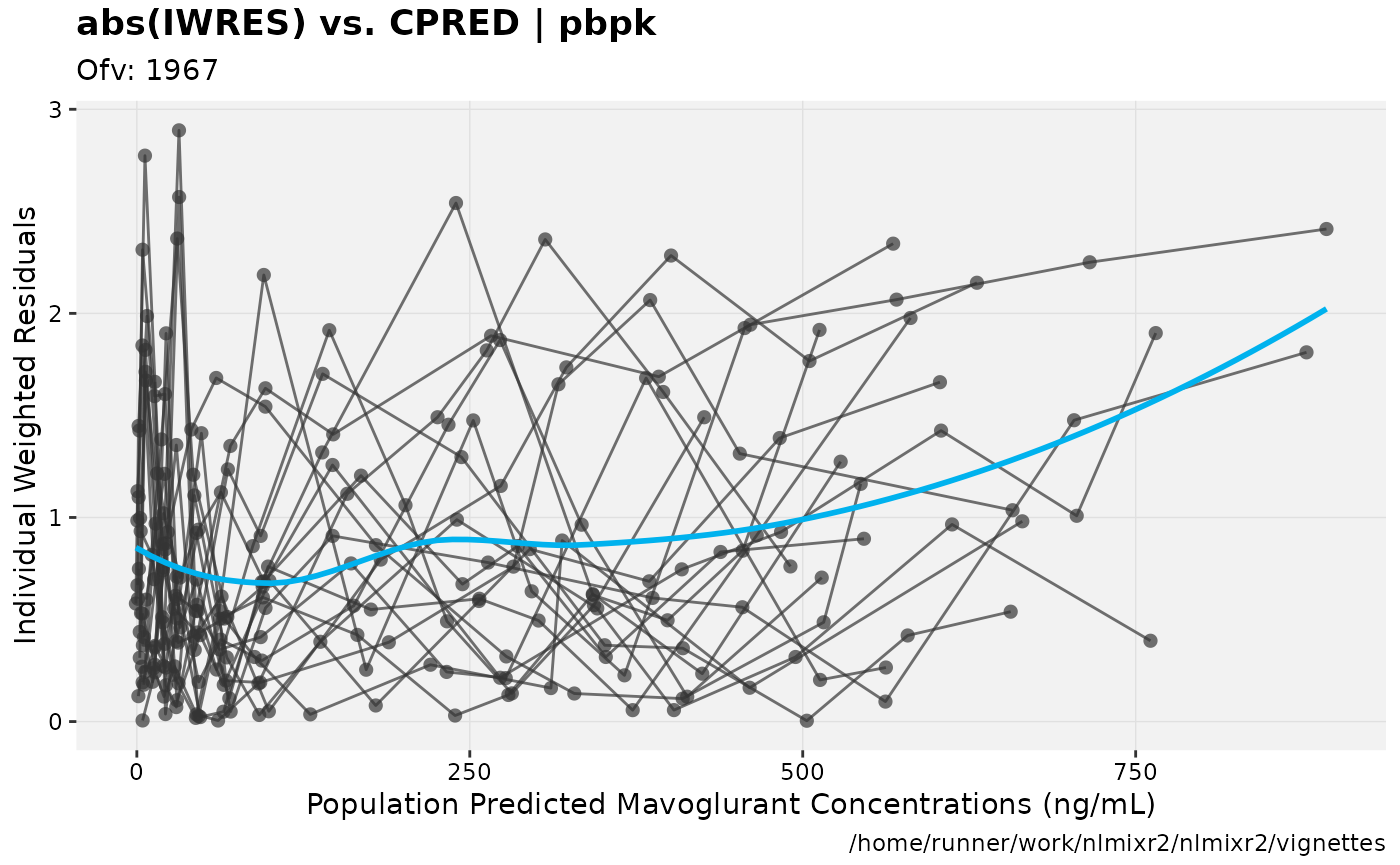 abs(IWRES) vs. CPRED | pbpk
Ofv: 1967
3
2
1
0
Individual Weighted Residuals
0 250 500 750
Population Predicted Mavoglurant Concentrations (ng/mL)
/home/runner/work/nlmixr2/nlmixr2/vignettes